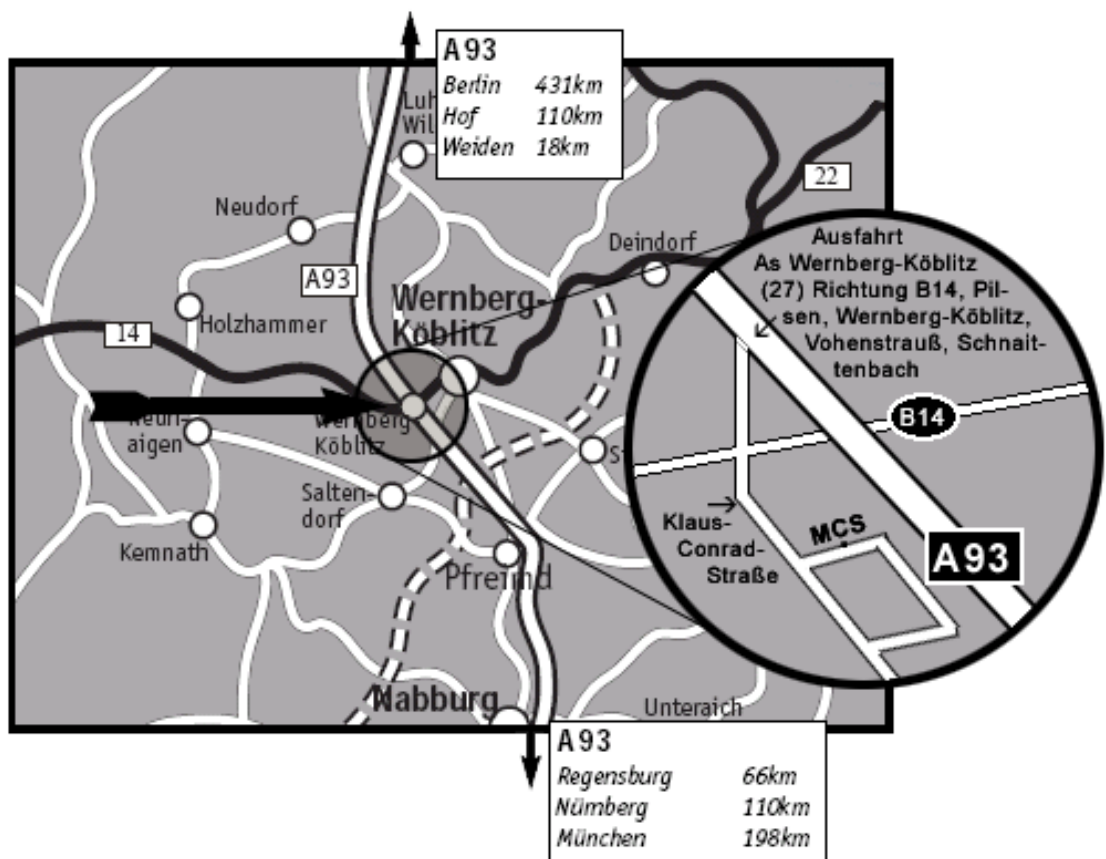 A93
Berlin 431km
Hof 110km
Weiden 18km
22
Neudorf
Deindorf
A93
Wernberg-
Köblitz
Holzhammer
14
Wernberg
Köblitz
aigen
Salten-
dorf
Kemnath
Pfreimd
Nabburg
Unteraich
Ausfahrt
As Wernberg-Köblitz
(27) Richtung B14, Pil-
sen, Wernberg-Köblitz,
Vohenstrauß, Schnait-
tenbach
B14
Klaus-
Conrad-
Straße
MCS
A93
A93
Regensburg 66km
Nürnberg 110km
München 198km